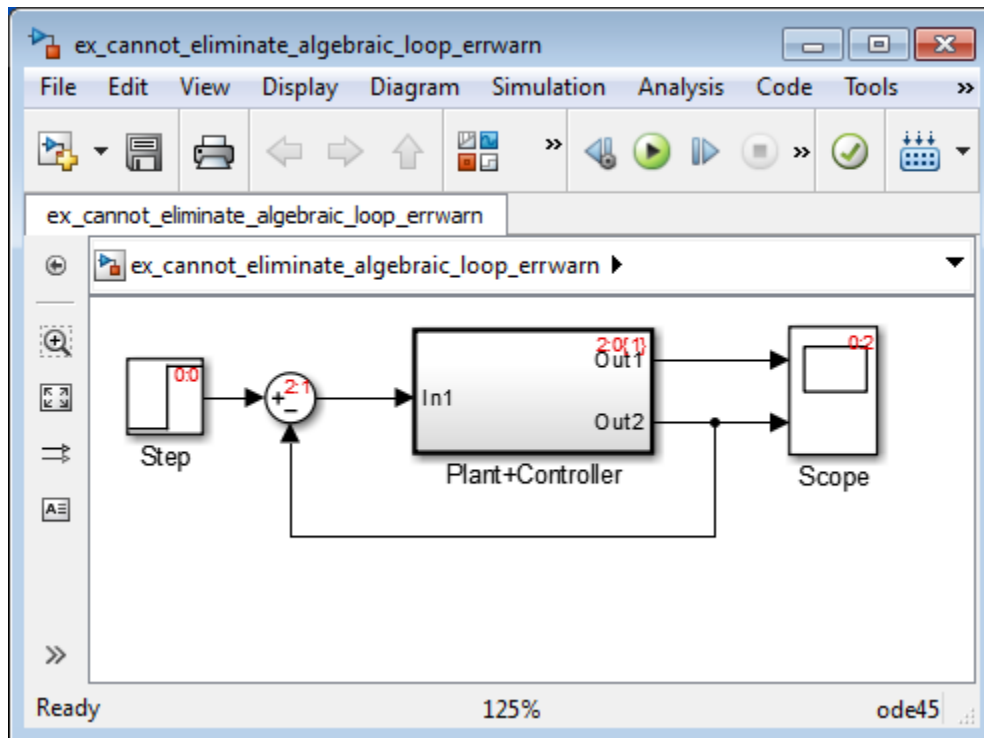 ex_cannot_eliminate_algebraic_loop_errwarn
File Edit View Display Diagram Simulation Analysis Code Tools »
ex_cannot_eliminate_algebraic_loop_errwarn
ex_cannot_eliminate_algebraic_loop_errwarn
0:0
2:1
2:0{1}
0:2
Out1
In1
Out2
Step
Plant+Controller
Scope
Ready 125% ode45